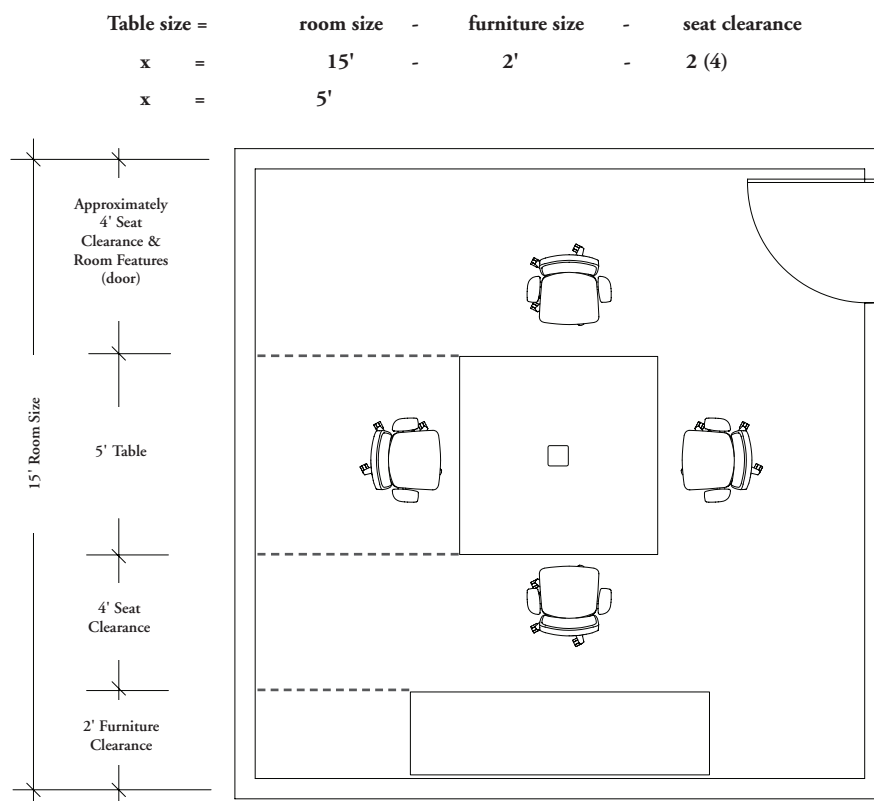 Table size = room size - furniture size - seat clearance
x = 15' - 2' - 2 (4)
x = 5'
Approximately
4' Seat
Clearance &
Room Features
(door)
15' Room Size
5' Table
4' Seat
Clearance
2' Furniture
Clearance